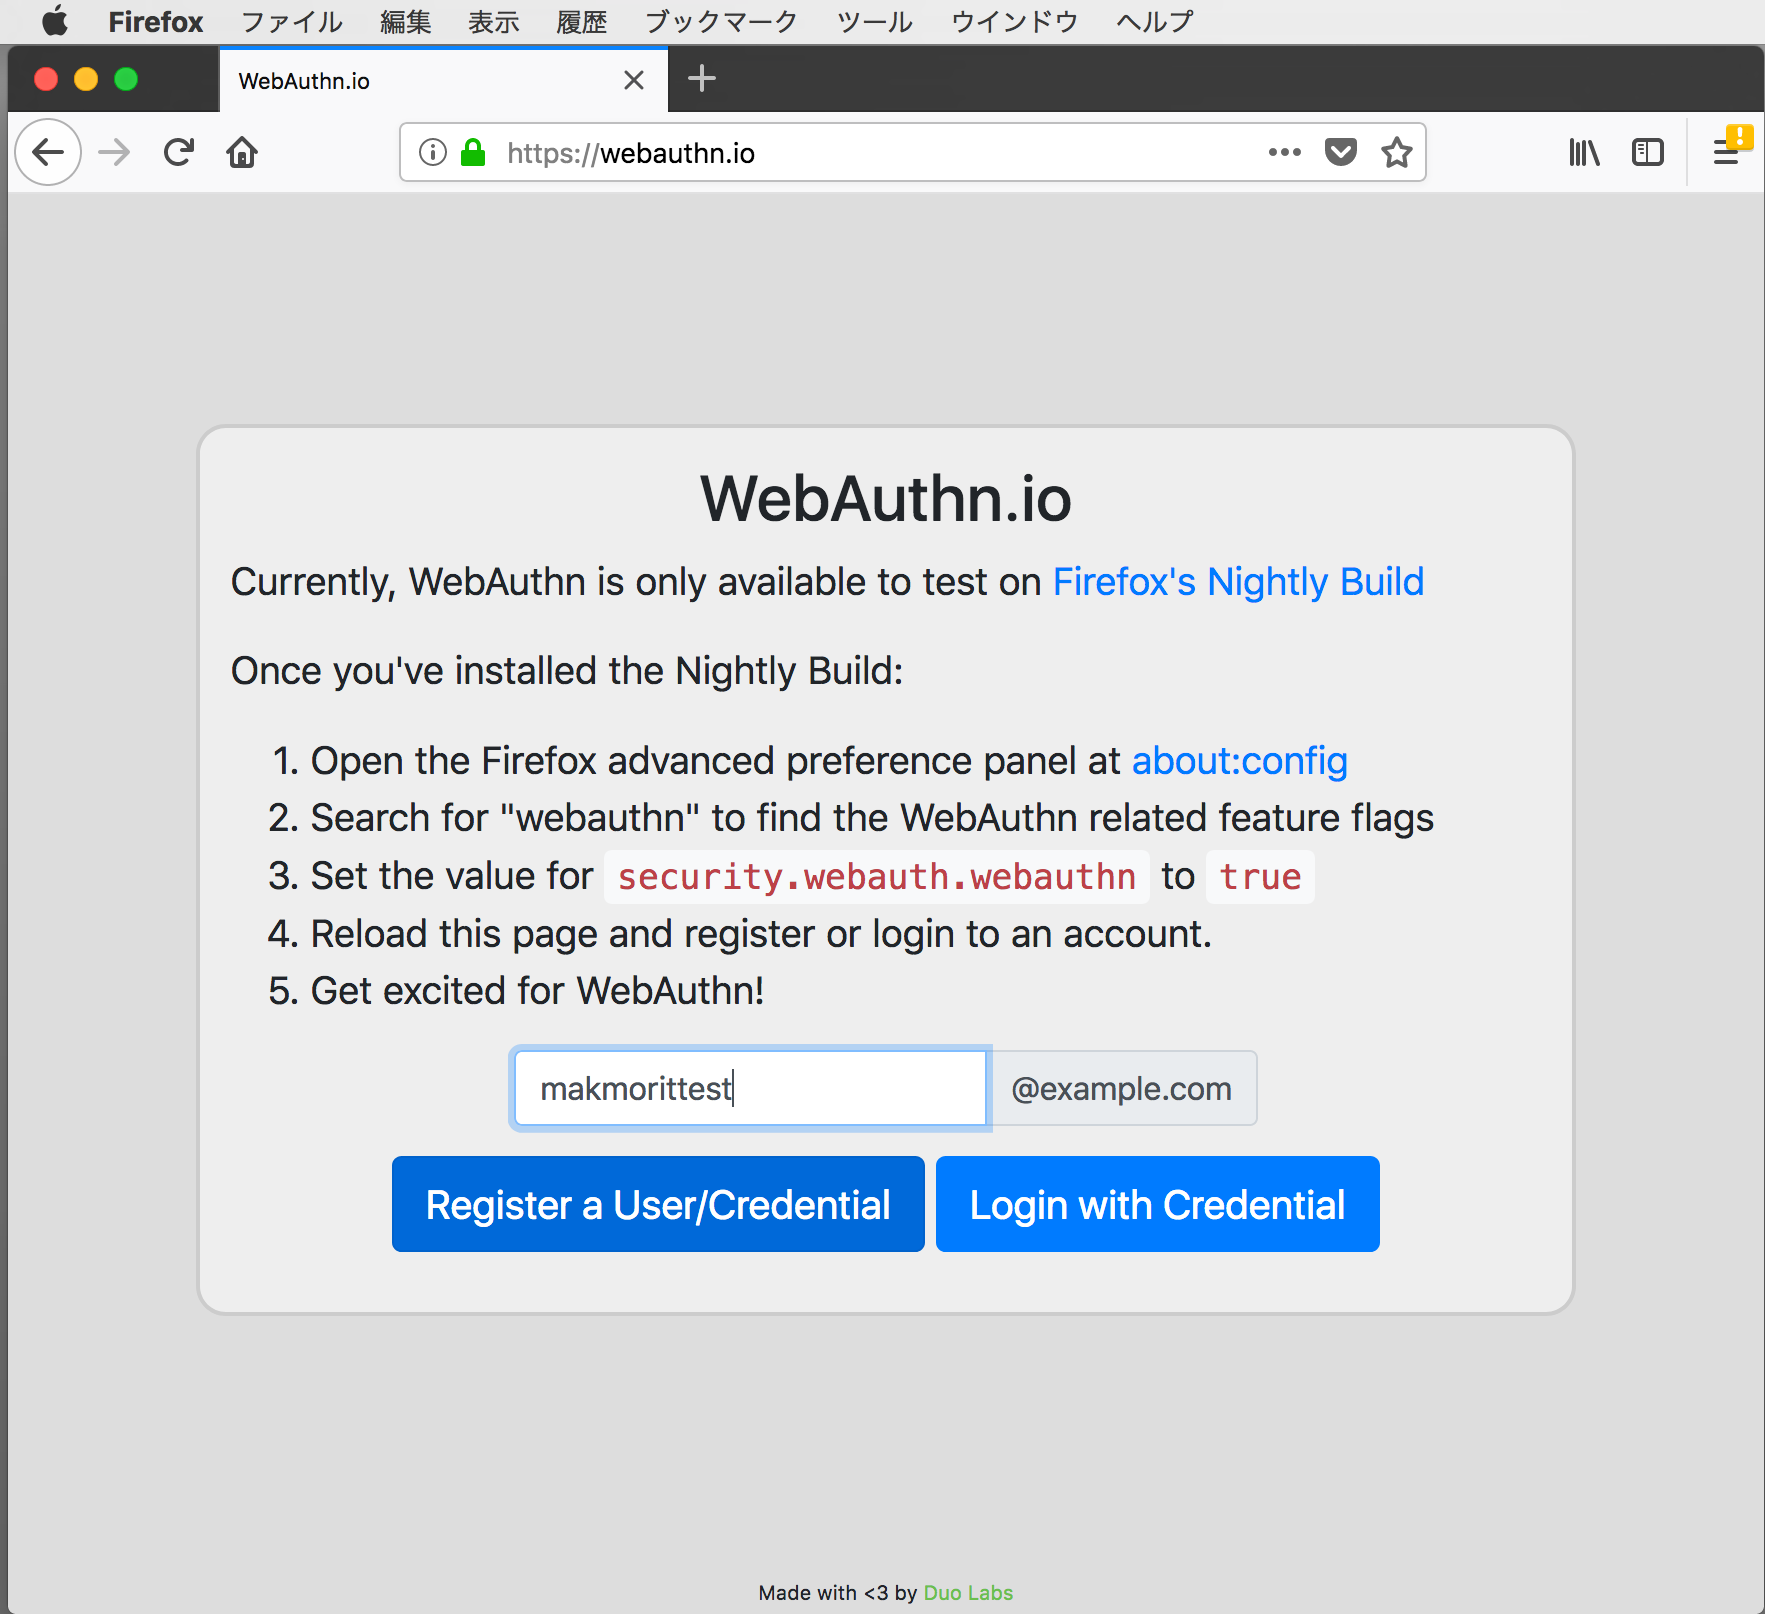 Firefox ファイル 編集 表示 履歴 ブックマーク ツール ウインドウ ヘルプ
WebAuthn.io
https://webauthn.io
WebAuthn.io
Currently, WebAuthn is only available to test on Firefox's Nightly Build
Once you've installed the Nightly Build:
1. Open the Firefox advanced preference panel at about:config
2. Search for "webauthn" to find the WebAuthn related feature flags
3. Set the value for security.webauth.webauthn to true
4. Reload this page and register or login to an account.
5. Get excited for WebAuthn!
makmorittest @example.com
Register a User/Credential Login with Credential
Made with <3 by Duo Labs